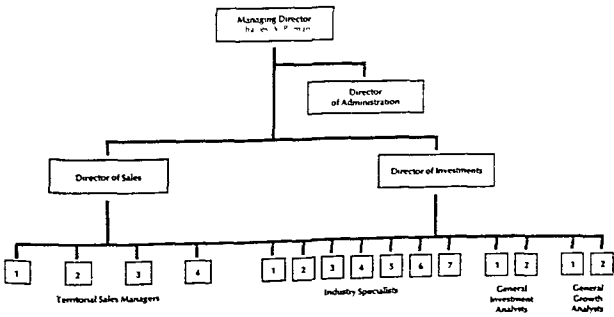 Managing Director
Director
of Administration
Director of Sales
Director of Investments
1 2 3 4 1 2 3 4 5 6 7 1 2 1 2
Territorial Sales Managers
Industry Specialists
General
Investment
Analysts
General
Growth
Analysts